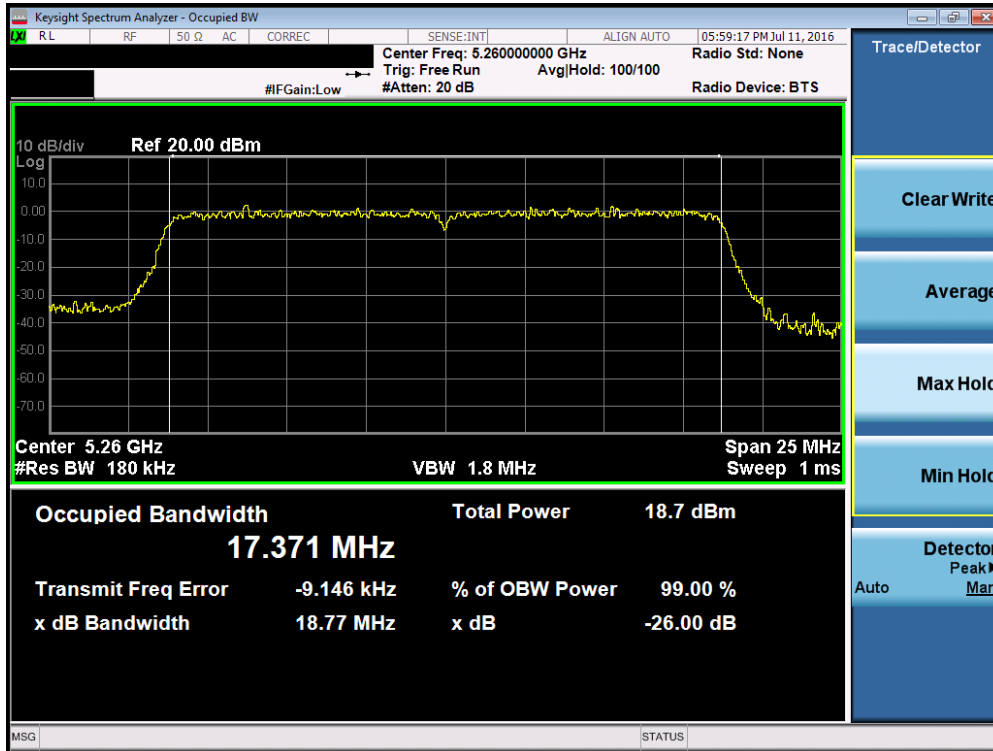 Keysight Spectrum Analyzer - Occupied BW
LXI RL RF 50 Ω AC CORREC SENSE:INT ALIGN AUTO 05:59:17 PM Jul 11, 2016
Center Freq: 5.260000000 GHz Radio Std: None
Trig: Free Run Avg|Hold: 100/100
#IFGain:Low #Atten: 20 dB Radio Device: BTS
10 dB/div Ref 20.00 dBm
Log
10.0
0.00
-10.0
-20.0
-30.0
-40.0
-50.0
-60.0
-70.0
Center 5.26 GHz Span 25 MHz
#Res BW 180 kHz VBW 1.8 MHz Sweep 1 ms
Occupied Bandwidth Total Power 18.7 dBm
17.371 MHz
Transmit Freq Error -9.146 kHz % of OBW Power 99.00 %
x dB Bandwidth 18.77 MHz x dB -26.00 dB
MSG STATUS
Trace/Detector
Clear Write
Average
Max Hold
Min Hold
Detector
Peak
Auto Man